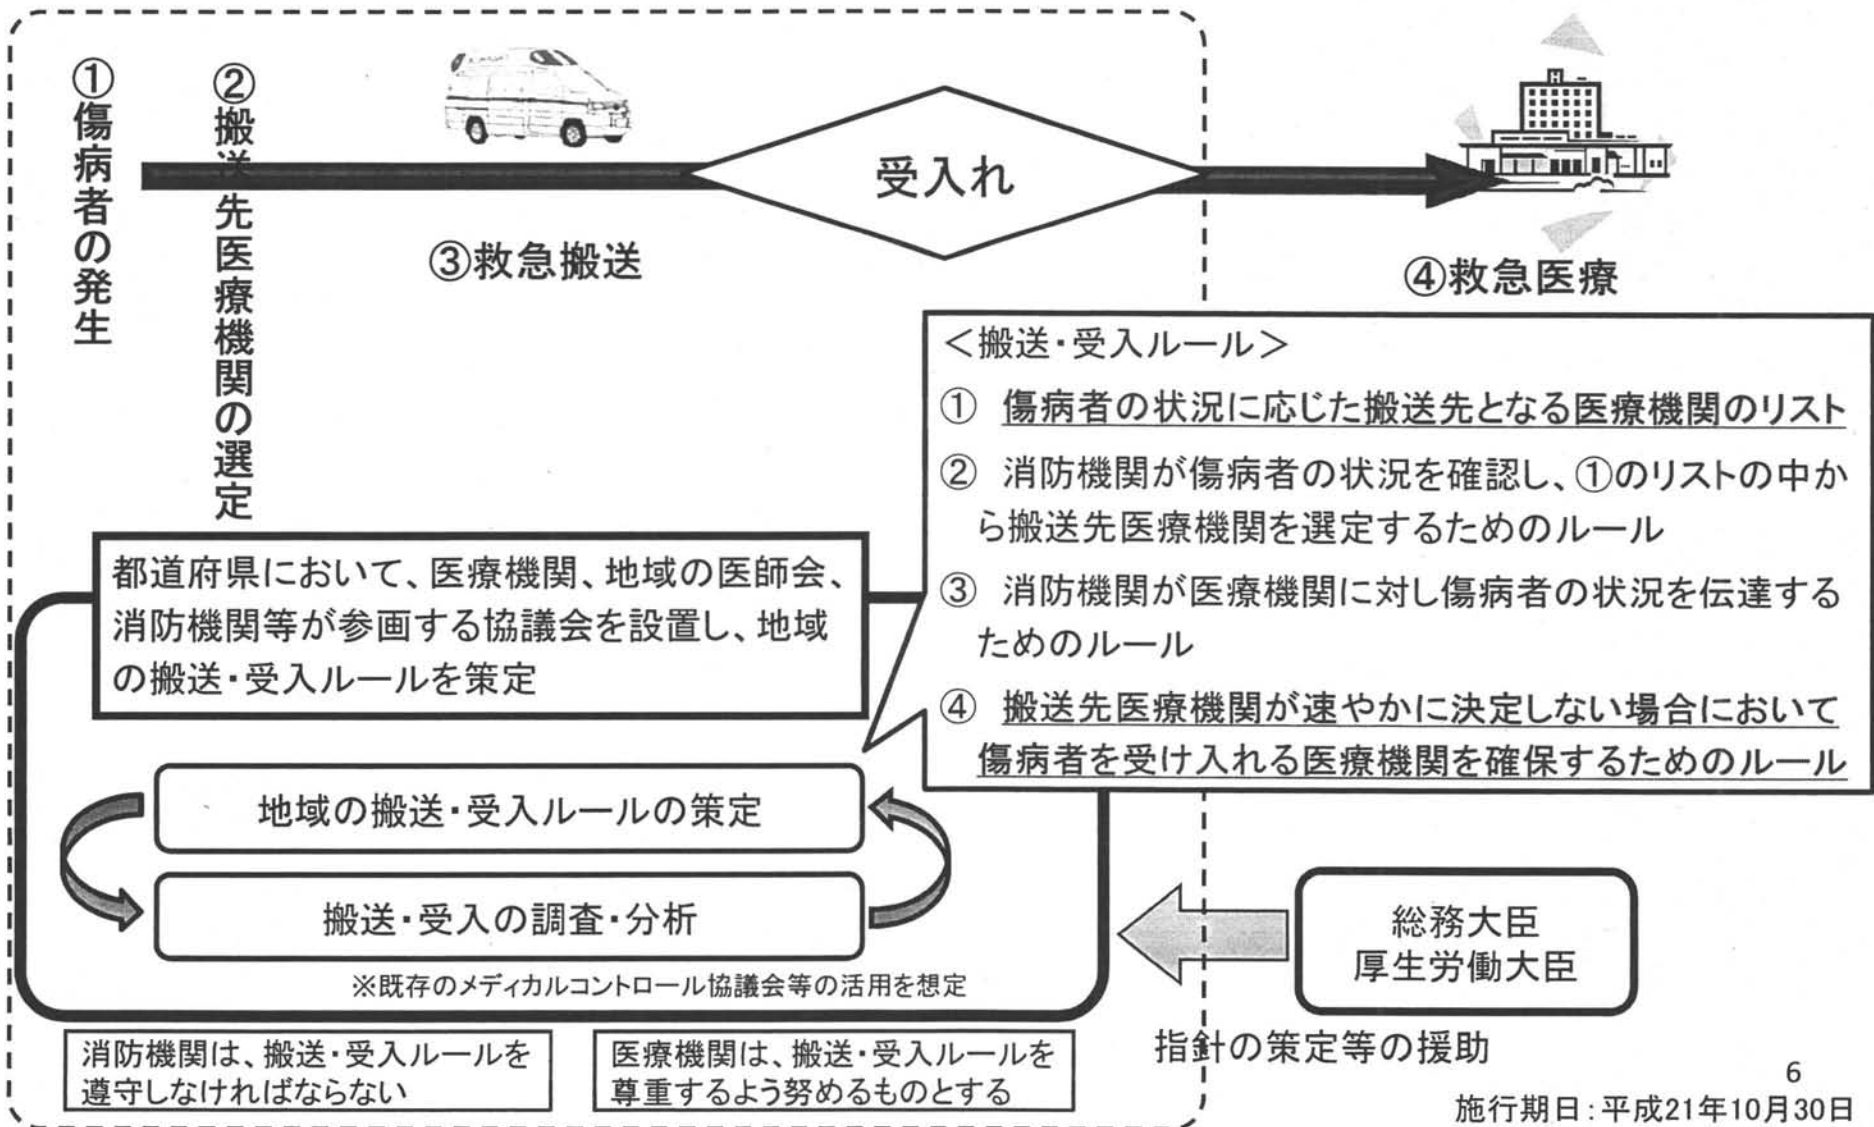 ①傷病者の発生
②搬送先医療機関の選定
受入れ
③救急搬送
④救急医療
<搬送・受入ルール>
① 傷病者の状況に応じた搬送先となる医療機関のリスト
② 消防機関が傷病者の状況を確認し、①のリストの中か
ら搬送先医療機関を選定するためのルール
③ 消防機関が医療機関に対し傷病者の状況を伝達する
ためのルール
④ 搬送先医療機関が速やかに決定しない場合において
傷病者を受け入れる医療機関を確保するためのルール
都道府県において、医療機関、地域の医師会、
消防機関等が参画する協議会を設置し、地域
の搬送・受入ルールを策定
地域の搬送・受入ルールの策定
搬送・受入の調査・分析
※既存のメディカルコントロール協議会等の活用を想定
総務大臣
厚生労働大臣
指針の策定等の援助
消防機関は、搬送・受入ルールを
遵守しなければならない
医療機関は、搬送・受入ルールを
尊重するよう努めるものとする
6
施行期日:平成21年10月30日